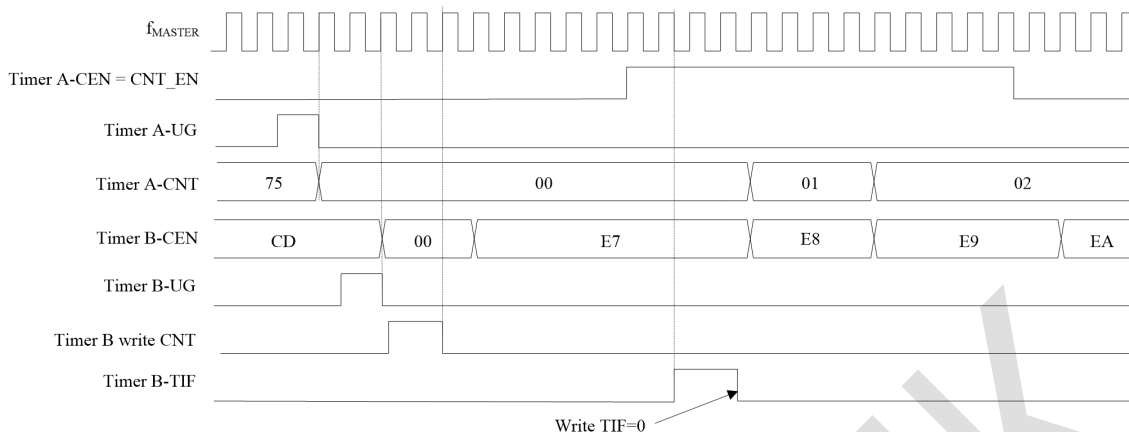 fMASTER
Timer A-CEN = CNT_EN
Timer A-UG
Timer A-CNT 75 00 01 02
Timer B-CEN CD 00 E7 E8 E9 EA
Timer B-UG
Timer B write CNT
Timer B-TIF
Write TIF=0